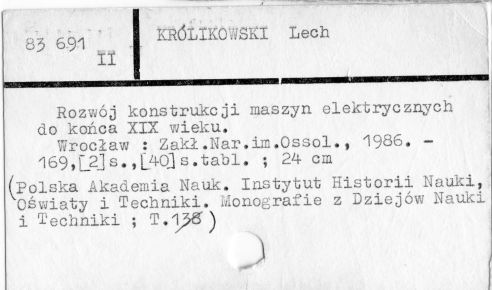 83 691
II
KRÓLIKOWSKI Lech
Rozwój konstrukcji maszyn elektrycznych
do końca XIX wieku.
Wrocław : Zakł.Nar.im.Ossol., 1986. -
169,[2]s.,[40]s.tabl. ; 24 cm
(Polska Akademia Nauk. Instytut Historii Nauki,
Oświaty i Techniki. Monografie z Dziejów Nauki
i Techniki ; T.138)